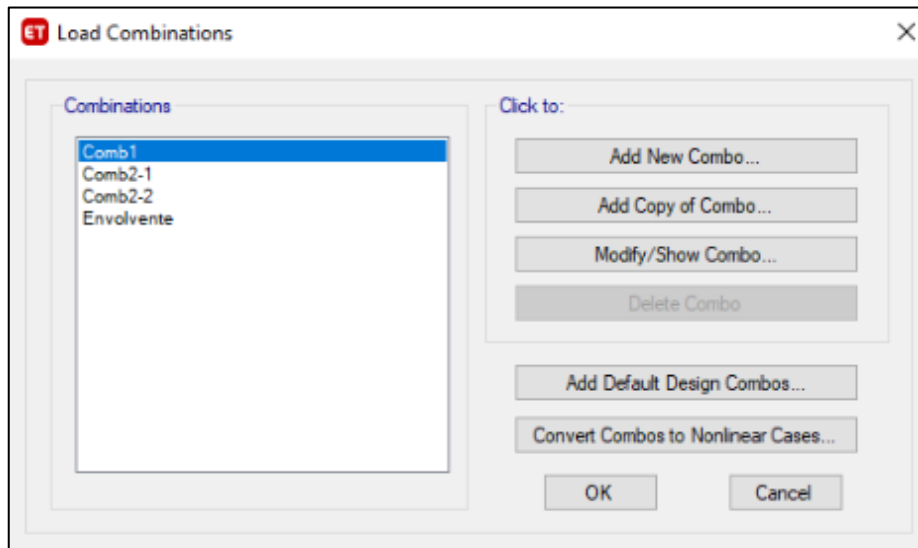 ET Load Combinations
Combinations
Comb1
Comb2-1
Comb2-2
Envolvente
Click to:
Add New Combo...
Add Copy of Combo...
Modify/Show Combo...
Delete Combo
Add Default Design Combos...
Convert Combos to Nonlinear Cases...
OK
Cancel